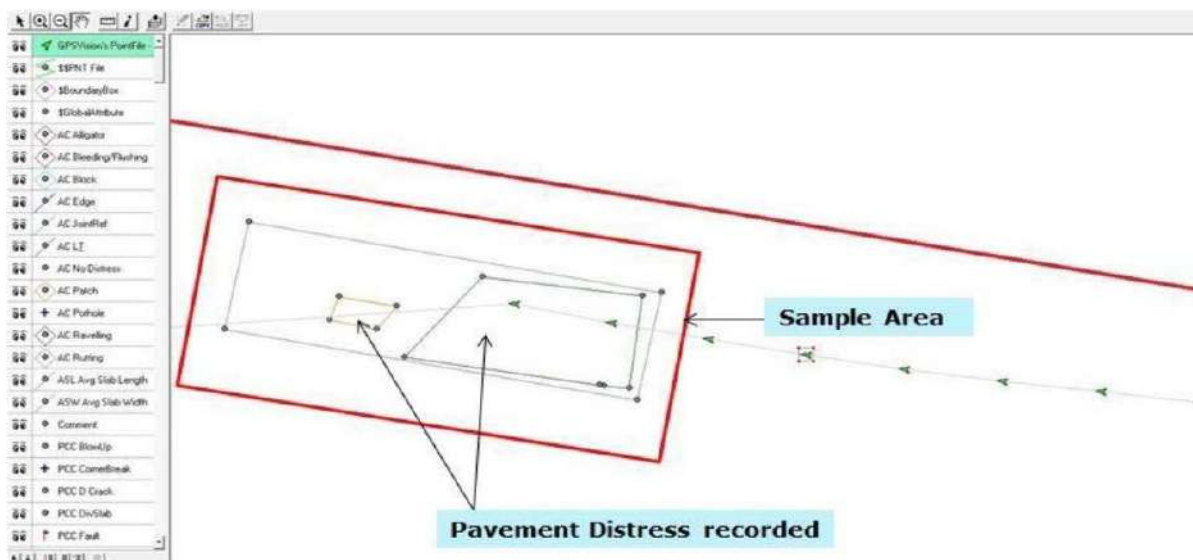 GPSVision's PointFile -
$$PNT File
$BoundaryBox
$GlobalAttribute
AC Alligator
AC Bleeding/Flushing
AC Block
AC Edge
AC JointRef
AC LT
AC No Distress
AC Patch
AC Pothole
AC Ravelling
AC Rutting
ASL Avg Slab Length
ASW Avg Slab Width
Comment
PCC BlowUp
PCC CornerBreak
PCC D Crack
PCC DivSlab
PCC Fault
Sample Area
Pavement Distress recorded